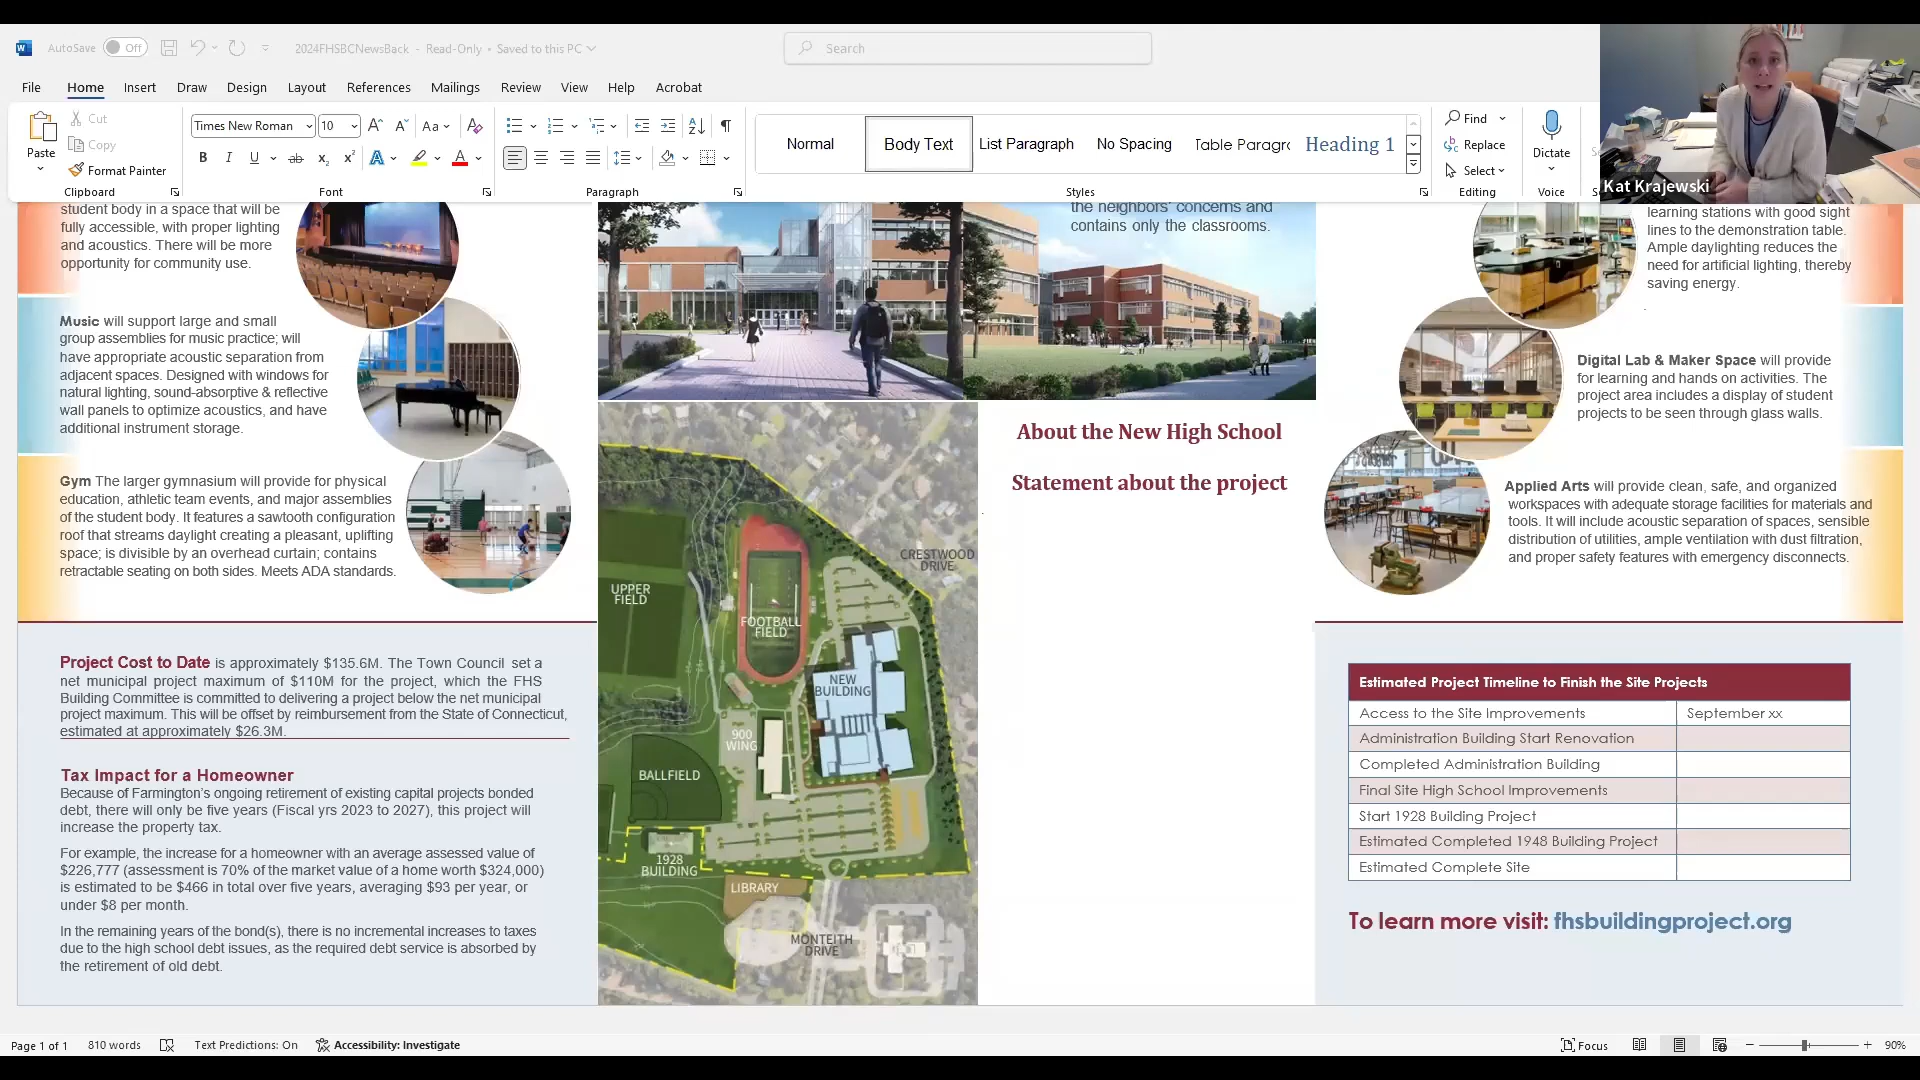 AutoSave Off 2024FHSBCNewsBack - Read-Only • Saved to this PC Search
File Home Insert Draw Design Layout References Mailings Review View Help Acrobat
Paste Cut Copy Format Painter Clipboard
Times New Roman 10 Font
Paragraph
Normal Body Text List Paragraph No Spacing Heading 1 Styles
Find Replace Select Editing
Dictate Voice
Kat Krajewski
student body in a space that will be
fully accessible, with proper lighting
and acoustics. There will be more
opportunity for community use.
Music will support large and small
group assemblies for music practice; will
have appropriate acoustic separation from
adjacent spaces. Designed with windows for
natural lighting, sound-absorptive & reflective
wall panels to optimize acoustics, and have
additional instrument storage.
Gym The larger gymnasium will provide for physical
education, athletic team events, and major assemblies
of the student body. It features a sawtooth configuration
roof that streams daylight creating a pleasant, uplifting
space; is divisible by an overhead curtain; contains
retractable seating on both sides. Meets ADA standards.
Project Cost to Date is approximately $135.6M. The Town Council set a
net municipal project maximum of $110M for the project, which the FHS
Building Committee is committed to delivering a project below the net municipal
project maximum. This will be offset by reimbursement from the State of Connecticut,
estimated at approximately $26.3M.
Tax Impact for a Homeowner
Because of Farmington's ongoing retirement of existing capital projects bonded
debt, there will only be five years (Fiscal yrs 2023 to 2027), this project will
increase the property tax.
For example, the increase for a homeowner with an average assessed value of
$226,777 (assessment is 70% of the market value of a home worth $324,000)
is estimated to be $466 in total over five years, averaging $93 per year, or
under $8 per month.
In the remaining years of the bond(s), there is no incremental increases to taxes
due to the high school debt issues, as the required debt service is absorbed by
the retirement of old debt.
the neighbors' concerns and
contains only the classrooms.
CRESTWOOD
DRIVE
UPPER
FIELD
FOOTBALL
FIELD
NEW
BUILDING
900
WING
BALLFIELD
1928
BUILDING
LIBRARY
MONTEITH
DRIVE
About the New High School
Statement about the project
learning stations with good sight
lines to the demonstration table.
Ample daylighting reduces the
need for artificial lighting, thereby
saving energy.
Digital Lab & Maker Space will provide
for learning and hands on activities. The
project area includes a display of student
projects to be seen through glass walls.
Applied Arts will provide clean, safe, and organized
workspaces with adequate storage facilities for materials and
tools. It will include acoustic separation of spaces, sensible
distribution of utilities, ample ventilation with dust filtration,
and proper safety features with emergency disconnects.
Estimated Project Timeline to Finish the Site Projects
Access to the Site Improvements September xx
Administration Building Start Renovation
Completed Administration Building
Final Site High School Improvements
Start 1928 Building Project
Estimated Completed 1948 Building Project
Estimated Complete Site
To learn more visit: fhsbuildingproject.org
Page 1 of 1 810 words Text Predictions: On Accessibility: Investigate Focus 90%